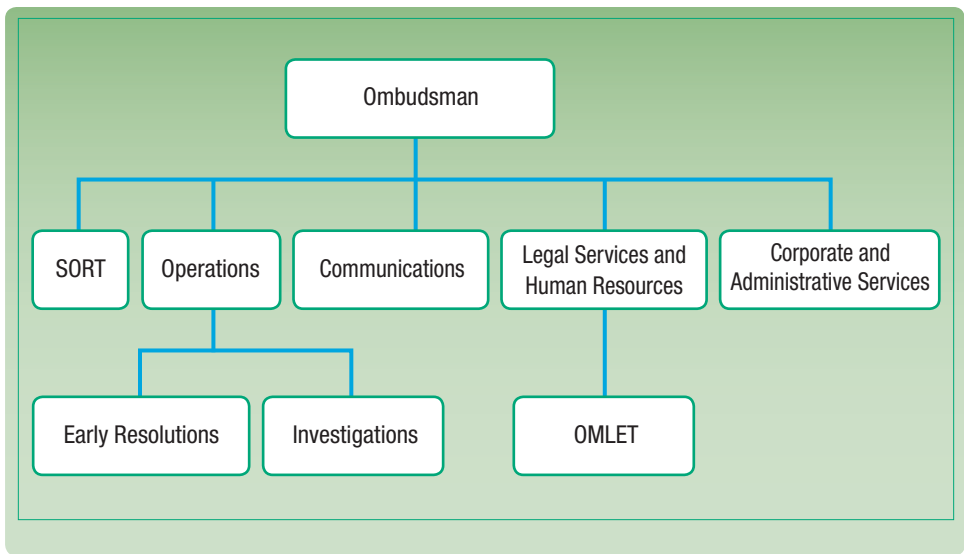 Ombudsman
SORT
Operations
Communications
Legal Services and
Human Resources
Corporate and
Administrative Services
Early Resolutions
Investigations
OMLET